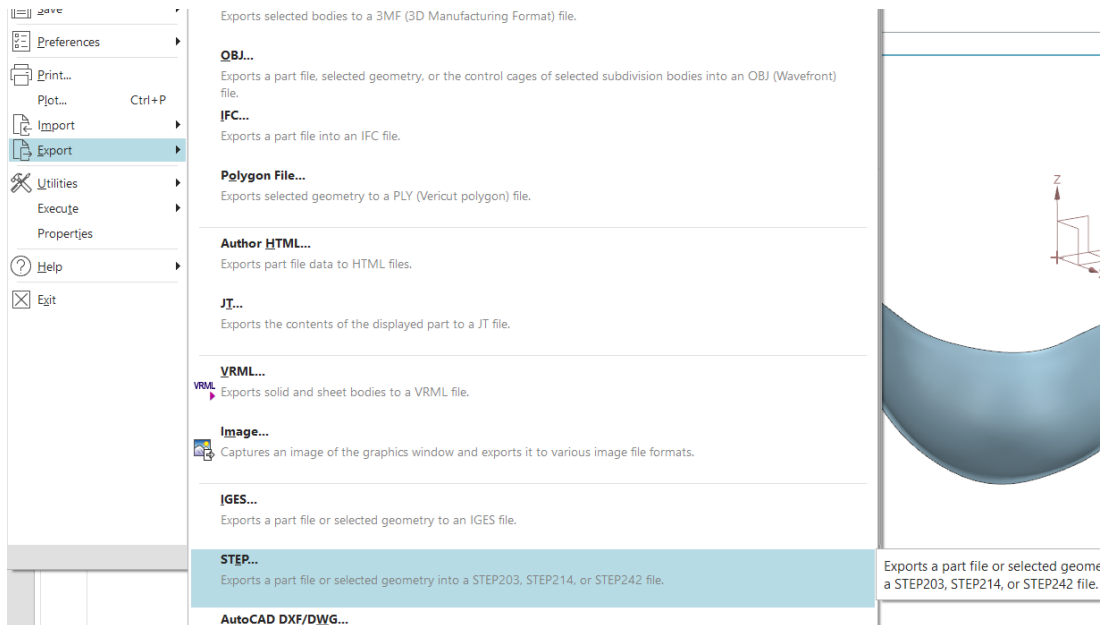 Save
Preferences
Print...
Plot... Ctrl+P
Import
Export
Utilities
Execute
Properties
Help
Exit
Exports selected bodies to a 3MF (3D Manufacturing Format) file.
OBJ...
Exports a part file, selected geometry, or the control cages of selected subdivision bodies into an OBJ (Wavefront)
file.
IFC...
Exports a part file into an IFC file.
Polygon File...
Exports selected geometry to a PLY (Vericut polygon) file.
Author HTML...
Exports part file data to HTML files.
JT...
Exports the contents of the displayed part to a JT file.
VRML...
VRML
Exports solid and sheet bodies to a VRML file.
Image...
Captures an image of the graphics window and exports it to various image file formats.
IGES...
Exports a part file or selected geometry to an IGES file.
STEP...
Exports a part file or selected geometry into a STEP203, STEP214, or STEP242 file.
AutoCAD DXF/DWG...
Z
Exports a part file or selected geome
a STEP203, STEP214, or STEP242 file.